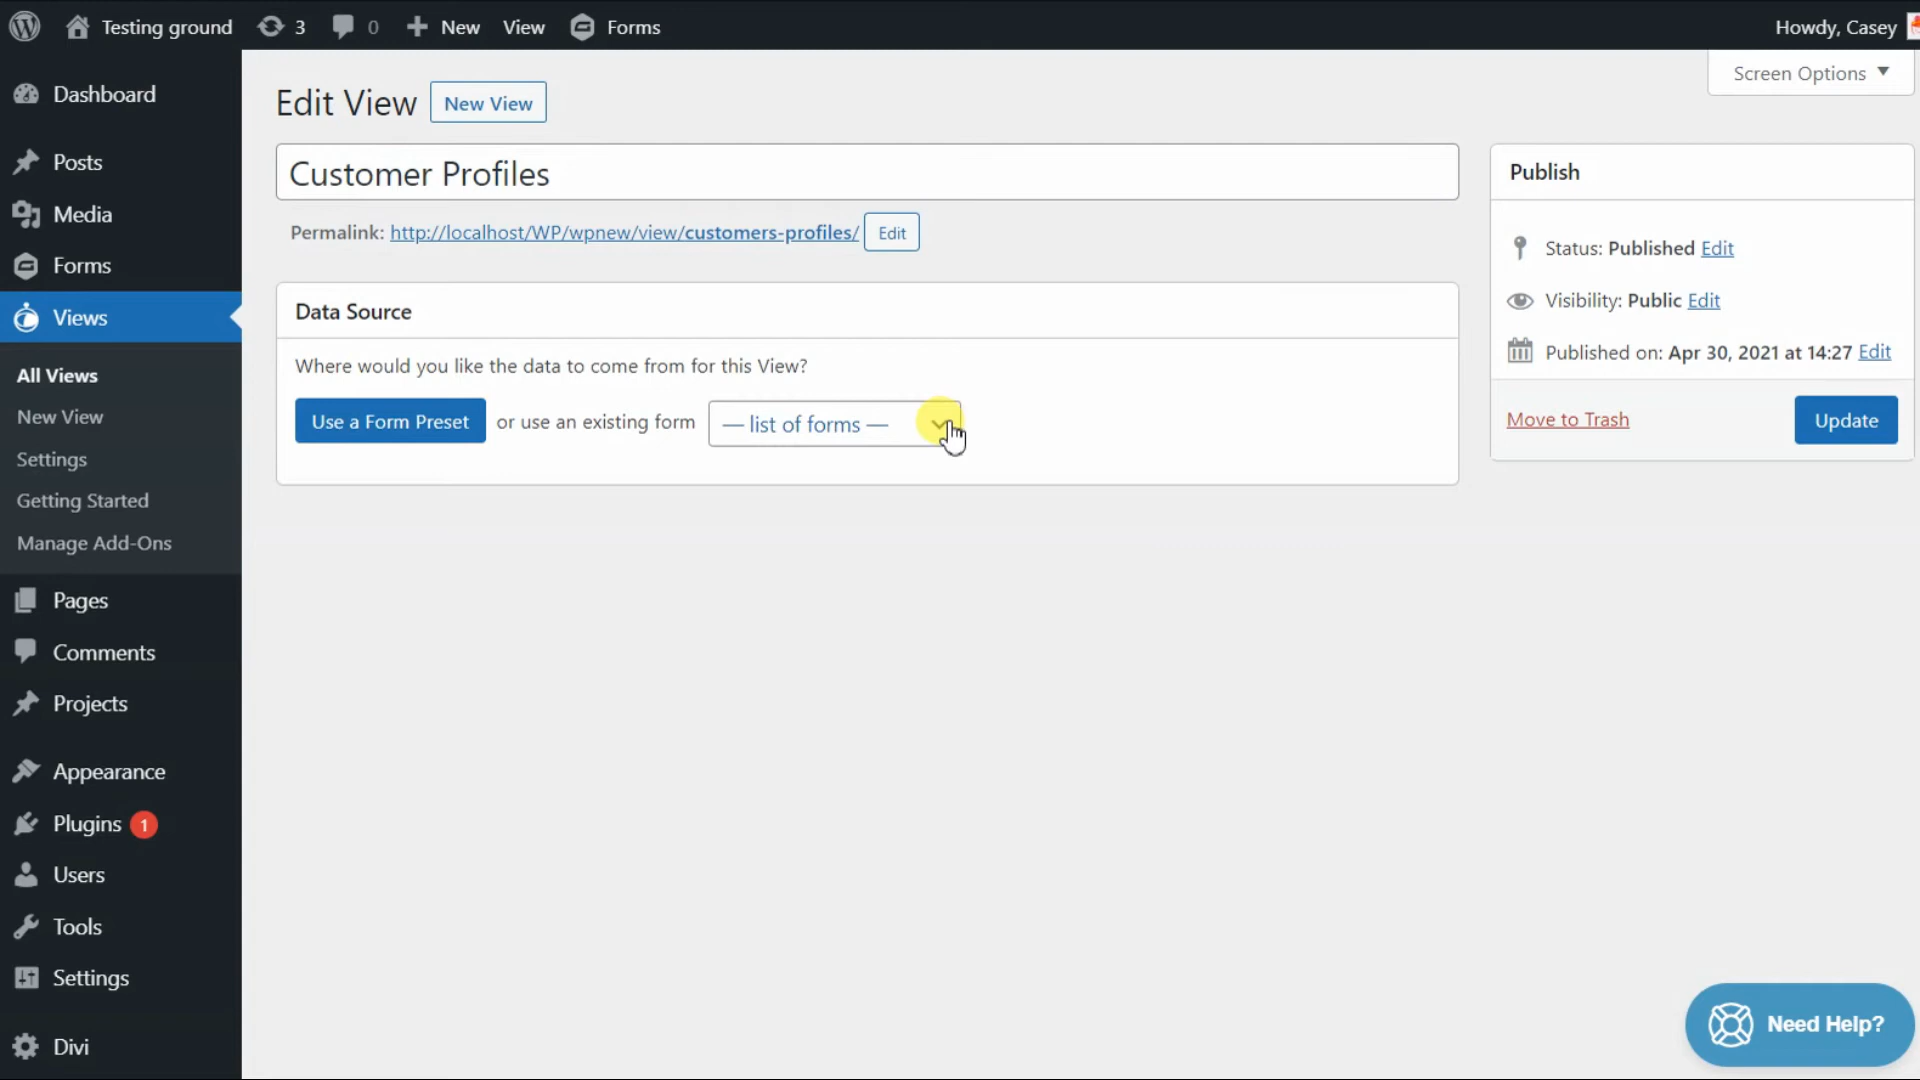 Testing ground 3 0 New View Forms
Howdy, Casey
Screen Options
Dashboard
Posts
Media
Forms
Views
All Views
New View
Settings
Getting Started
Manage Add-Ons
Pages
Comments
Projects
Appearance
Plugins 1
Users
Tools
Settings
Divi
Edit View New View
Customer Profiles
Permalink: http://localhost/WP/wpnew/view/customers-profiles/ Edit
Data Source
Where would you like the data to come from for this View?
Use a Form Preset or use an existing form — list of forms —
Publish
Status: Published Edit
Visibility: Public Edit
Published on: Apr 30, 2021 at 14:27 Edit
Move to Trash Update
Need Help?